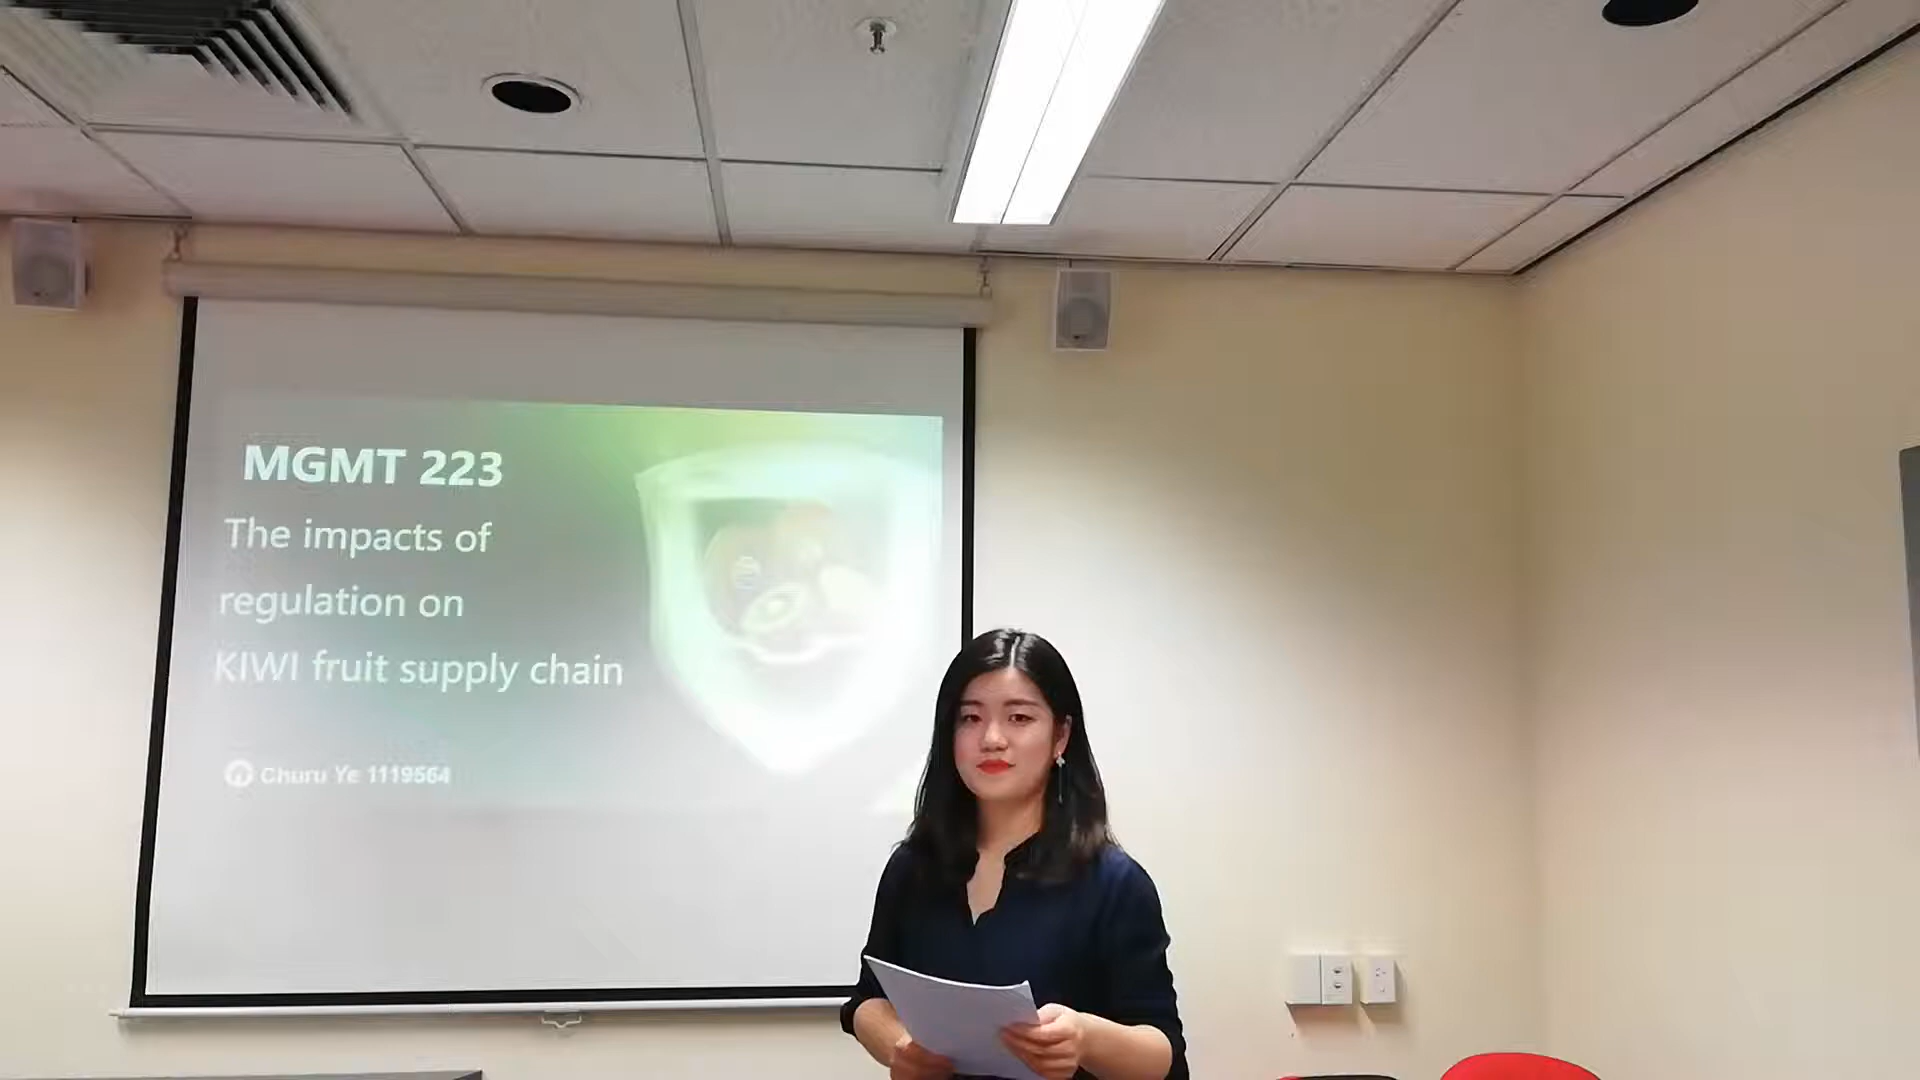 MGMT 223
The impacts of
regulation on
KIWI fruit supply chain
Churu Ye 1119564